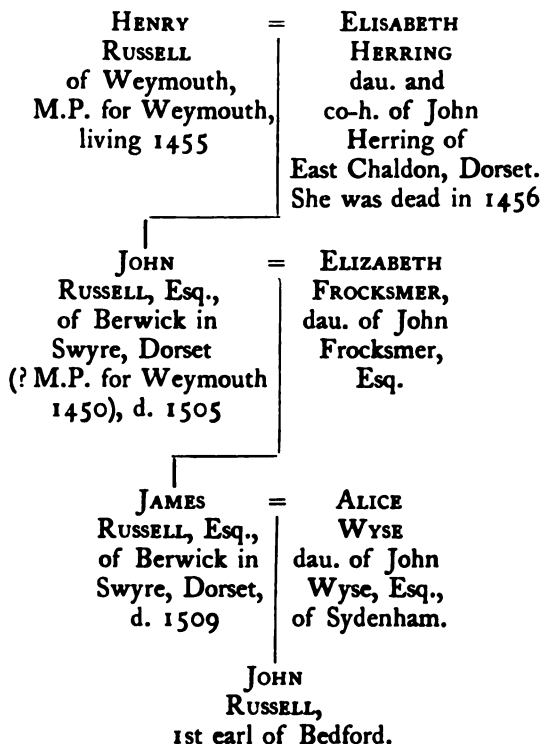 HENRY = ELISABETH
RUSSELL HERRING
of Weymouth, dau. and
M.P. for Weymouth, co-h. of John
living 1455 Herring of
East Chaldon, Dorset.
She was dead in 1456
JOHN = ELIZABETH
RUSSELL, Esq., FROCKSMER,
of Berwick in dau. of John
Swyre, Dorset Frocksmer,
(? M.P. for Weymouth Esq.
1450), d. 1505
JAMES = ALICE
RUSSELL, Esq., WYSE
of Berwick in dau. of John
Swyre, Dorset, Wyse, Esq.,
d. 1509 of Sydenham.
JOHN
RUSSELL,
1st earl of Bedford.